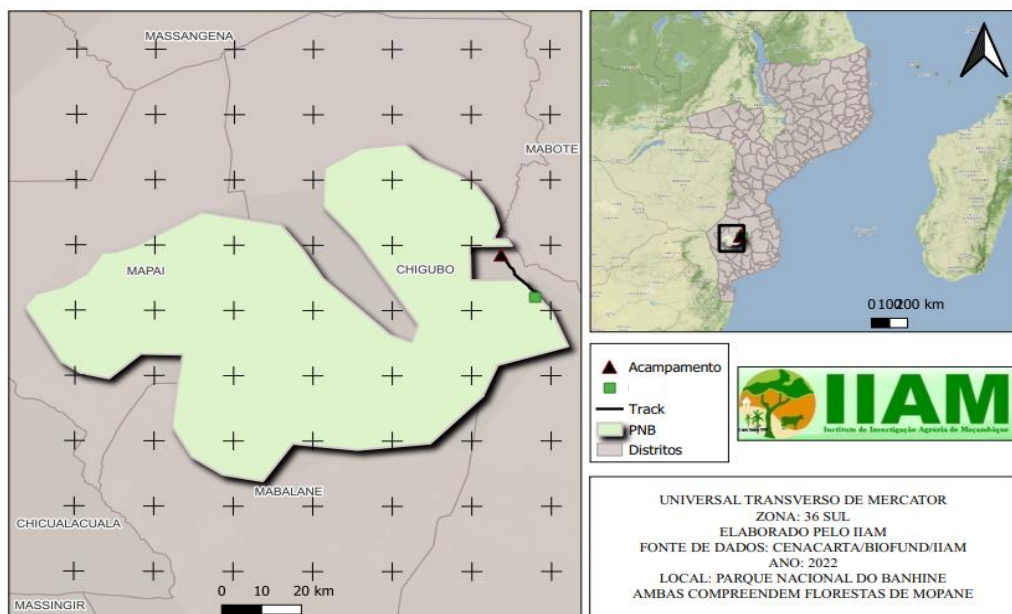 MASSANGENA
MABOTE
MAPAI
CHIGUBO
MABALANE
CHICUALACUALA
MASSINGIR
0 10 20 km
0 100200 km
Acampamento
Track
PNB
Distritos
IIAM
Instituto de Investigação Agrária de Moçambique
UNIVERSAL TRANSVERSO DE MERCATOR
ZONA: 36 SUL
ELABORADO PELO IIAM
FONTE DE DADOS: CENACARTA/BIOFUND/IIAM
ANO: 2022
LOCAL: PARQUE NACIONAL DO BANHINE
AMBAS COMPREENDEM FLORESTAS DE MOPANE